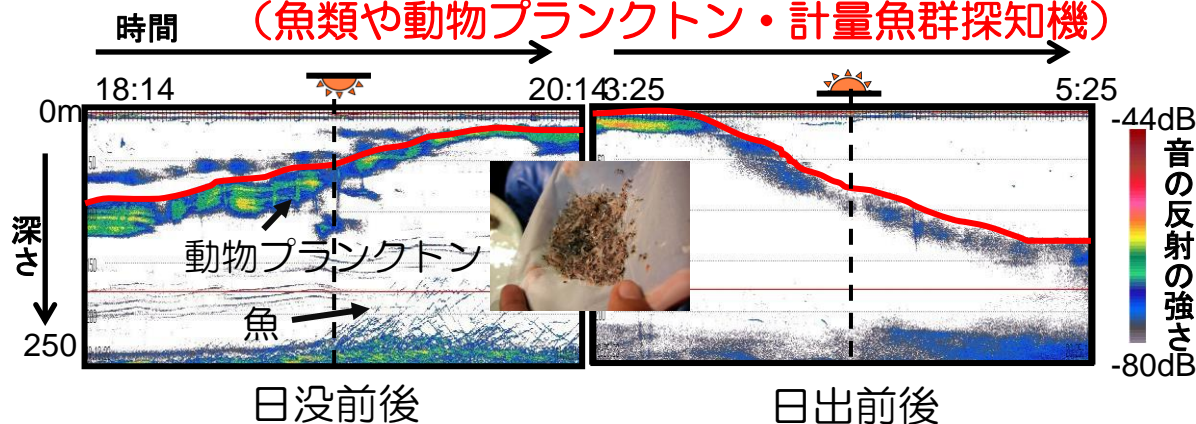 （魚類や動物プランクトン・計量魚群探知機）
時間
18:14
20:14
3:25
5:25
0m
深さ
250
50
150
動物プランクトン
魚
-44dB
音の反射の強さ
-80dB
日没前後
日出前後